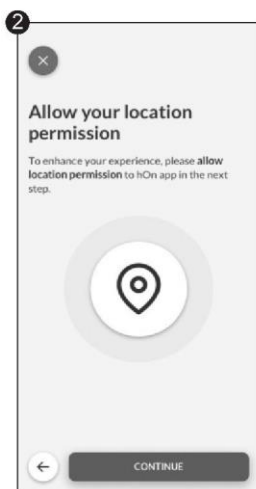 2
Allow your location
permission
To enhance your experience, please allow
location permission to hOn app in the next
step.
CONTINUE